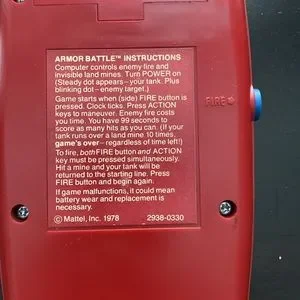 ARMOR BATTLE™ INSTRUCTIONS
Computer controls enemy fire and
invisible land mines. Turn POWER on
(Steady dot appears – your tank. Plus
blinking dot – enemy target.)
Game starts when (side) FIRE button is
pressed. Clock ticks. Press ACTION
keys to maneuver. Enemy fire costs
you time. You have 99 seconds to
score as many hits as you can. (If your
tank runs over a land mine 10 times,
game's over – regardless of time left!)
To fire, both FIRE button and ACTION
key must be pressed simultaneously.
Hit a mine and your tank will be
returned to the starting line. Press
FIRE button and begin again.
If game malfunctions, it could mean
battery wear and replacement is
necessary.
© Mattel, Inc. 1978 2938-0330
FIRE